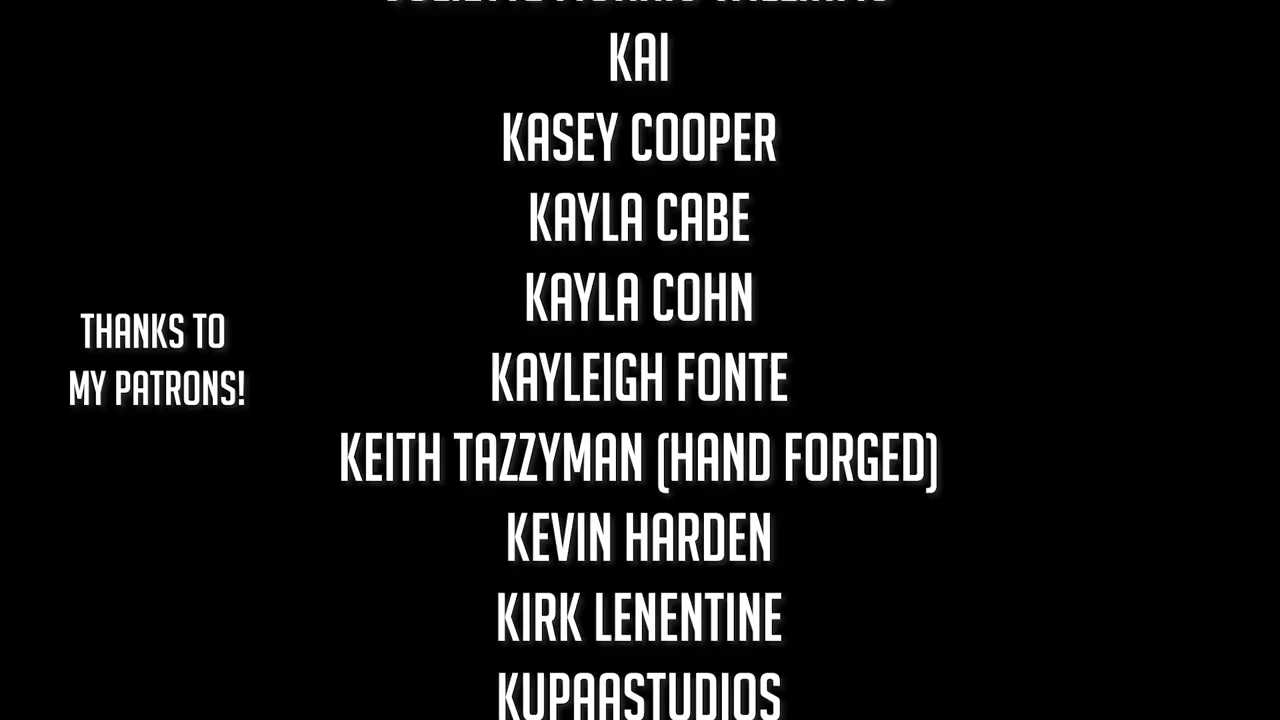 KAI
KASEY COOPER
KAYLA CABE
KAYLA COHN
THANKS TO
MY PATRONS!
KAYLEIGH FONTE
KEITH TAZZYMAN (HAND FORGED)
KEVIN HARDEN
KIRK LENENTINE
KUPAASTUDIOS